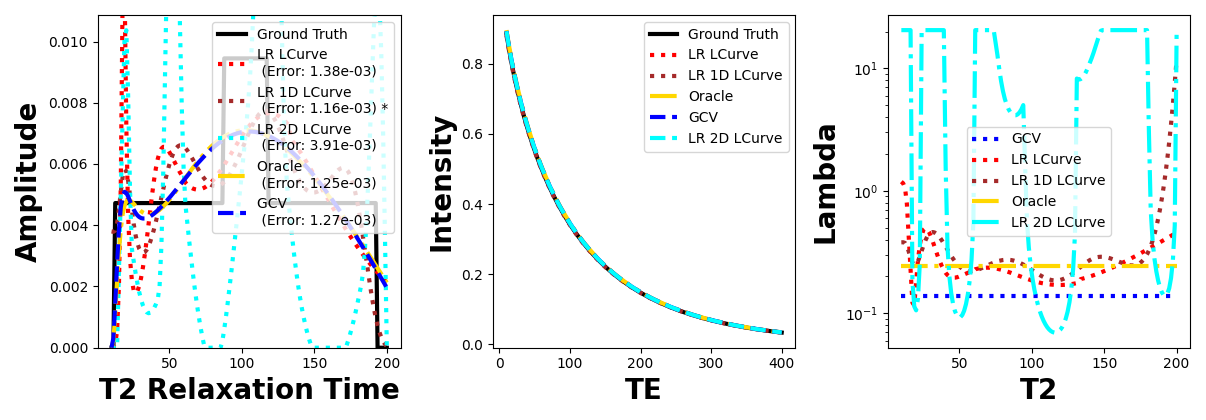 Amplitude
0.010
0.008
0.006
0.004
0.002
0.000
50
100
150
200
T2 Relaxation Time
Ground Truth
LR LCurve
(Error: 1.38e-03)
LR 1D LCurve
(Error: 1.16e-03) *
LR 2D LCurve
(Error: 3.91e-03)
Oracle
(Error: 1.25e-03)
GCV
(Error: 1.27e-03)
Intensity
0.8
0.6
0.4
0.2
0.0
0
100
200
300
400
TE
Ground Truth
LR LCurve
LR 1D LCurve
Oracle
GCV
LR 2D LCurve
Lambda
10¹
10⁰
10⁻¹
50
100
150
200
T2
GCV
LR LCurve
LR 1D LCurve
Oracle
LR 2D LCurve